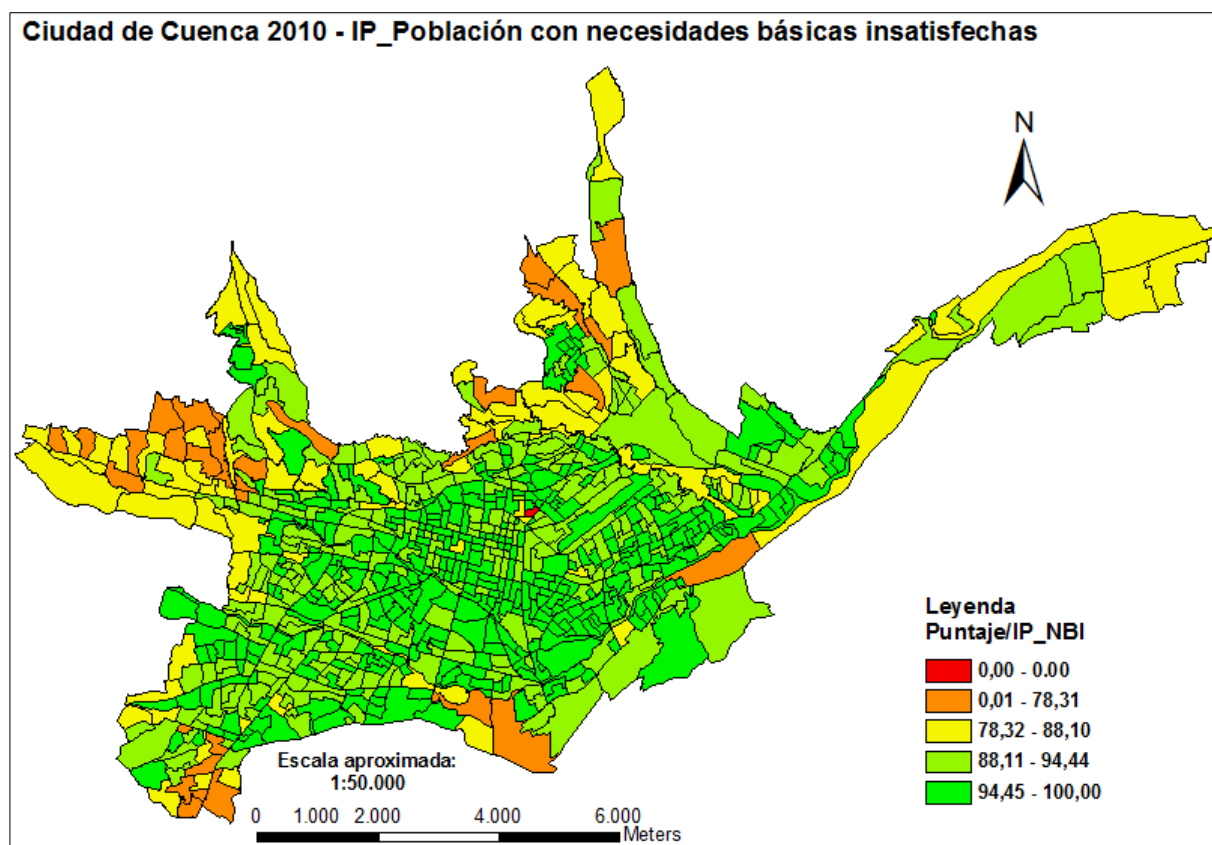 Ciudad de Cuenca 2010 - IP_Población con necesidades básicas insatisfechas
N
Leyenda
Puntaje/IP_NBI
0,00 - 0.00
0,01 - 78,31
78,32 - 88,10
88,11 - 94,44
94,45 - 100,00
Escala aproximada:
1:50.000
0 1.000 2.000 4.000 6.000
Meters